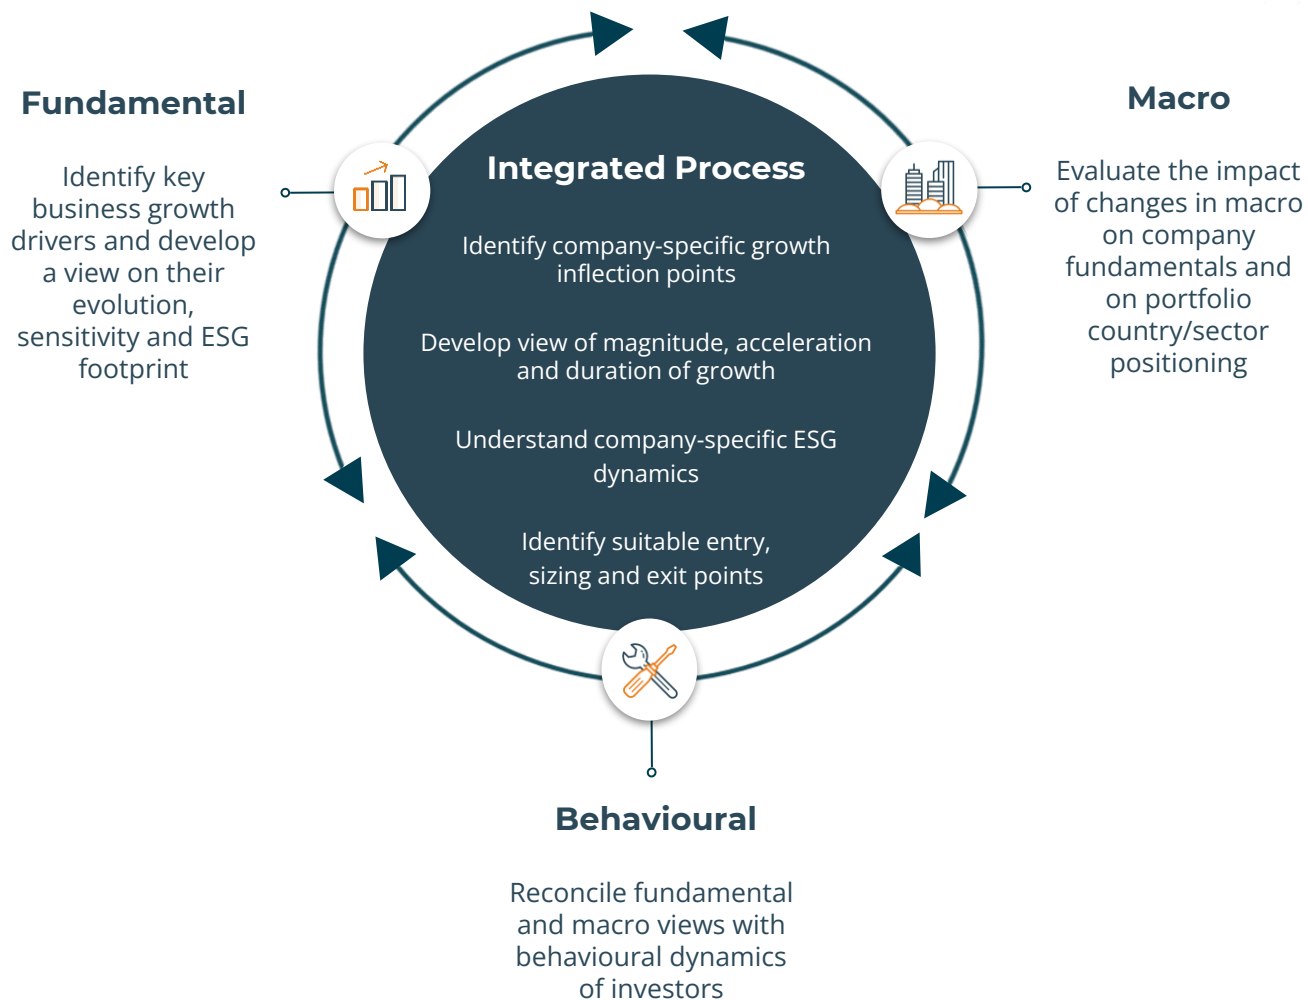 Fundamental
Identify key
business growth
drivers and develop
a view on their
evolution,
sensitivity and ESG
footprint
Integrated Process
Identify company-specific growth
inflection points
Develop view of magnitude, acceleration
and duration of growth
Understand company-specific ESG
dynamics
Identify suitable entry,
sizing and exit points
Macro
Evaluate the impact
of changes in macro
on company
fundamentals and
on portfolio
country/sector
positioning
Behavioural
Reconcile fundamental
and macro views with
behavioural dynamics
of investors